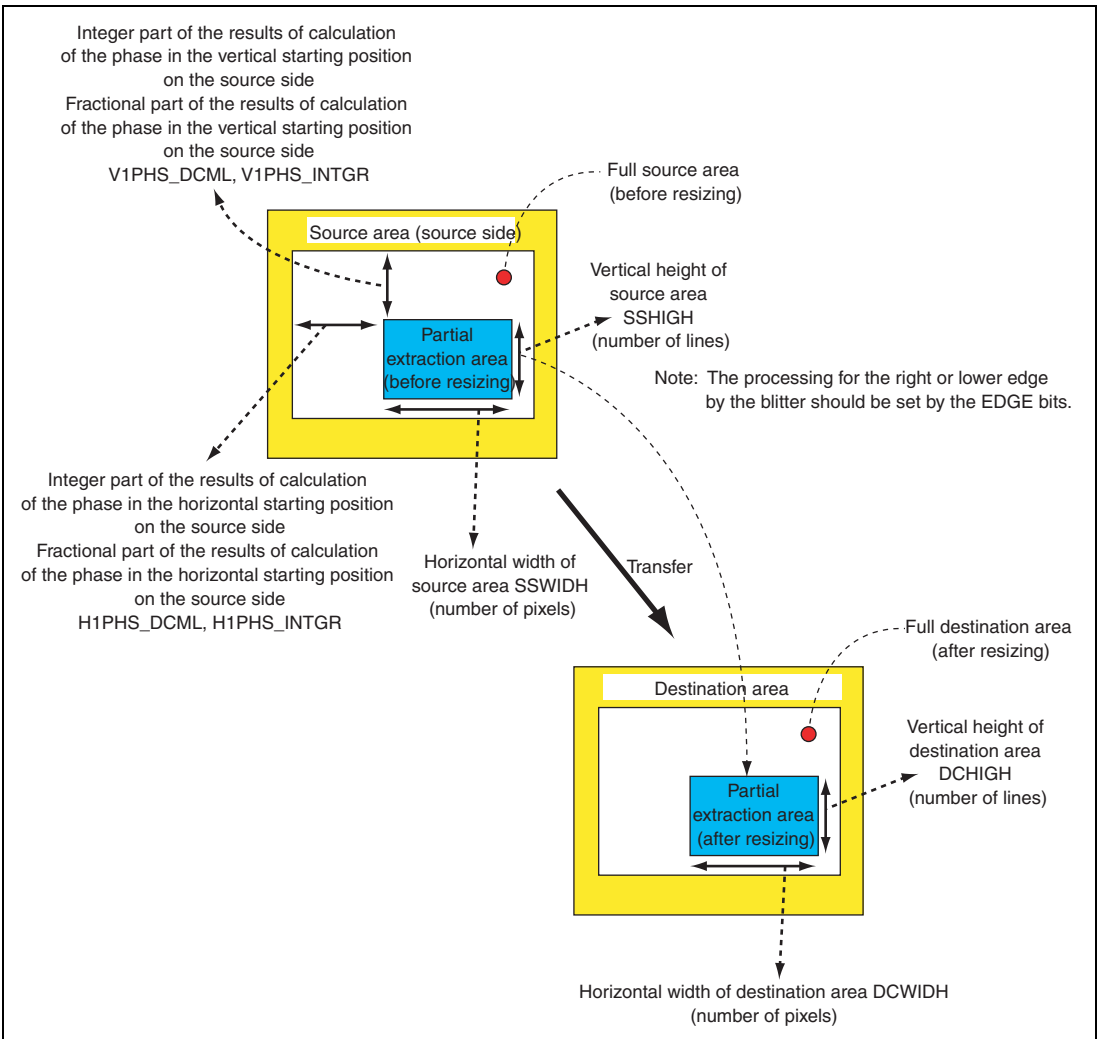 Integer part of the results of calculation
of the phase in the vertical starting position
on the source side
Fractional part of the results of calculation
of the phase in the vertical starting position
on the source side
V1PHS_DCML, V1PHS_INTGR
Full source area
(before resizing)
Source area (source side)
Vertical height of
source area
SSHIGH
(number of lines)
Partial
extraction area
(before resizing)
Note: The processing for the right or lower edge
by the blitter should be set by the EDGE bits.
Integer part of the results of calculation
of the phase in the horizontal starting position
on the source side
Fractional part of the results of calculation
of the phase in the horizontal starting position
on the source side
H1PHS_DCML, H1PHS_INTGR
Horizontal width of
source area SSWIDH
(number of pixels)
Transfer
Full destination area
(after resizing)
Destination area
Vertical height of
destination area
DCHIGH
(number of lines)
Partial
extraction area
(after resizing)
Horizontal width of destination area DCWIDH
(number of pixels)